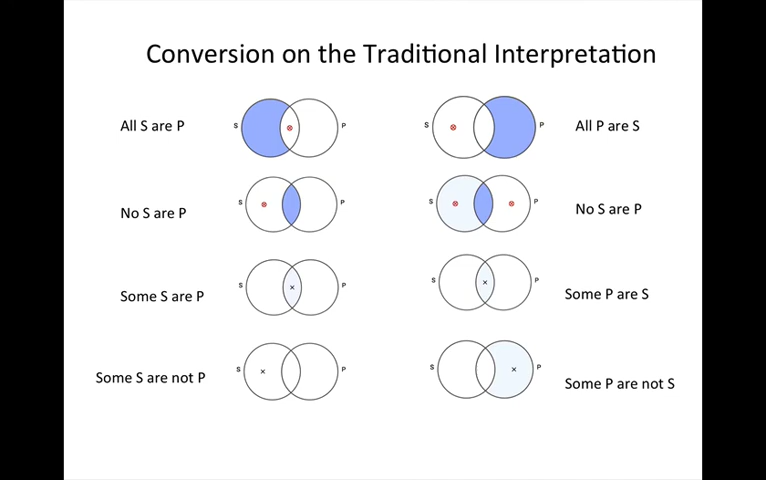 Conversion on the Traditional Interpretation
All S are P
S
P
S
P
All P are S
No S are P
S
P
S
P
No S are P
Some S are P
S
P
S
P
Some P are S
Some S are not P
S
P
S
P
Some P are not S